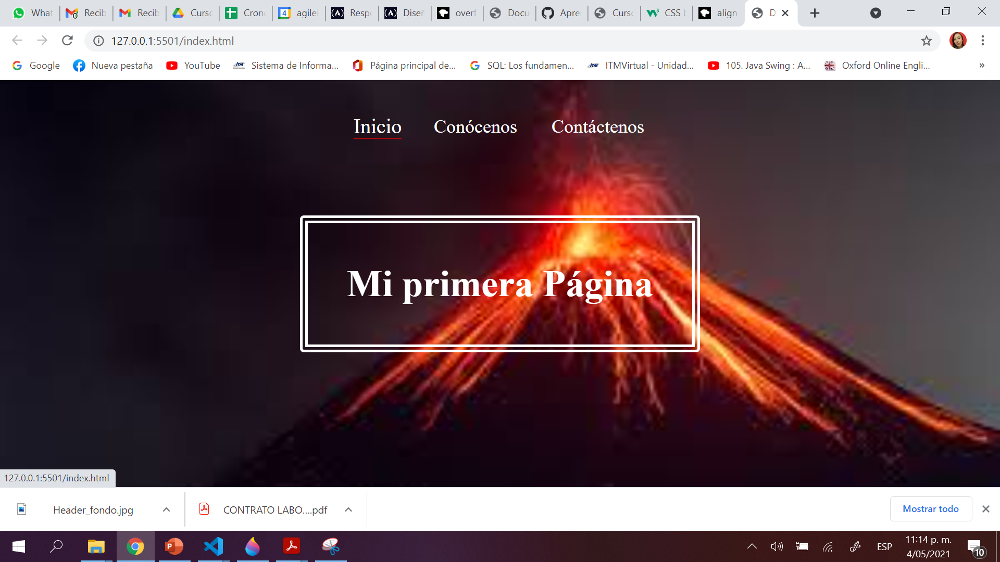 What
Recib
Recib
Curso
Cron
4
agilei
Resp
Diseñ
overf
Docu
Apre
Curso
CSS
align
D
127.0.0.1:5501/index.html
Google
Nueva pestaña
YouTube
Sistema de Informa...
Página principal de...
SQL: Los fundamen...
ITMVirtual - Unidad...
105. Java Swing : A...
Oxford Online Engli...
»
Inicio
Conócenos
Contáctenos
Mi primera Página
127.0.0.1:5501/index.html
Header_fondo.jpg
CONTRATO LABO....pdf
Mostrar todo
ESP
11:14 p. m.
4/05/2021
10